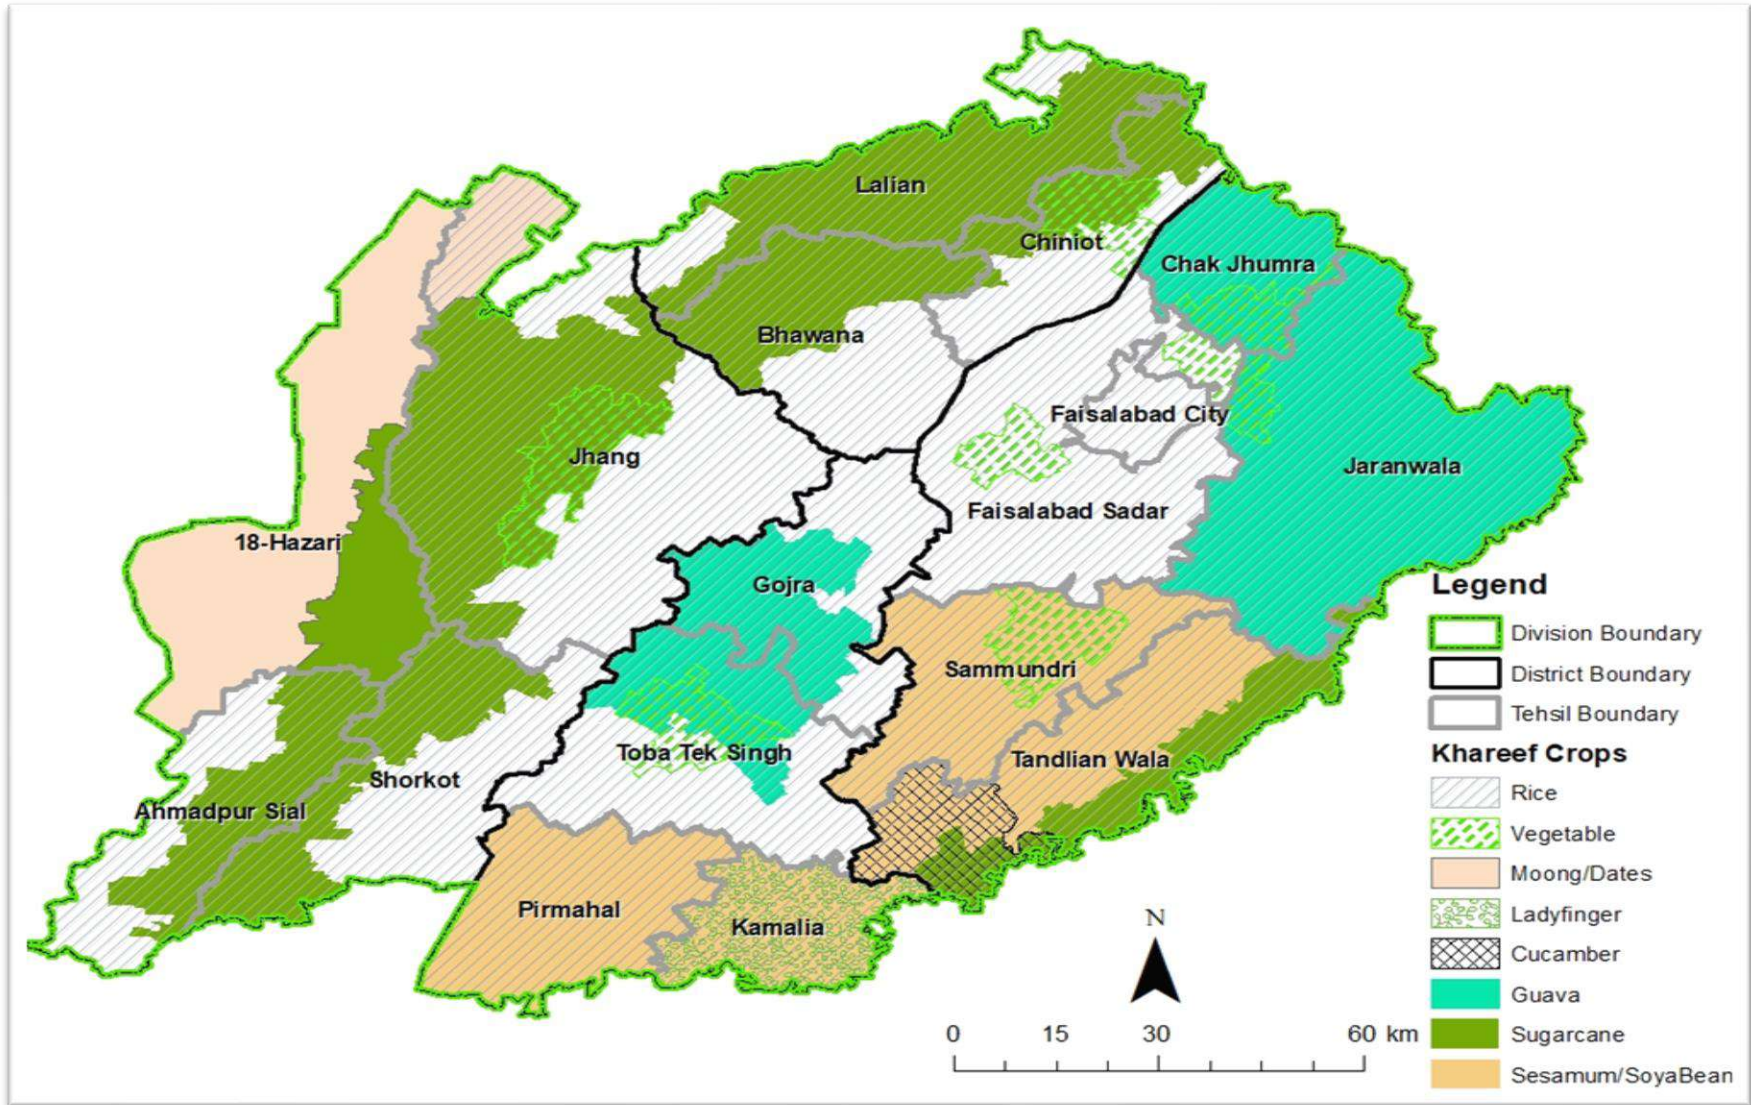 Lalian
Chiniot
Chak Jhumra
Bhawana
Faisalabad City
Jhang
Jaranwala
Faisalabad Sadar
18-Hazari
Gojra
Sammundri
Toba Tek Singh
Tandlian Wala
Shorkot
Ahmadpur Sial
Pirmahal
Kamalia
N
0 15 30 60 km
Legend
Division Boundary
District Boundary
Tehsil Boundary
Khareef Crops
Rice
Vegetable
Moong/Dates
Ladyfinger
Cucamber
Guava
Sugarcane
Sesamum/SoyaBean